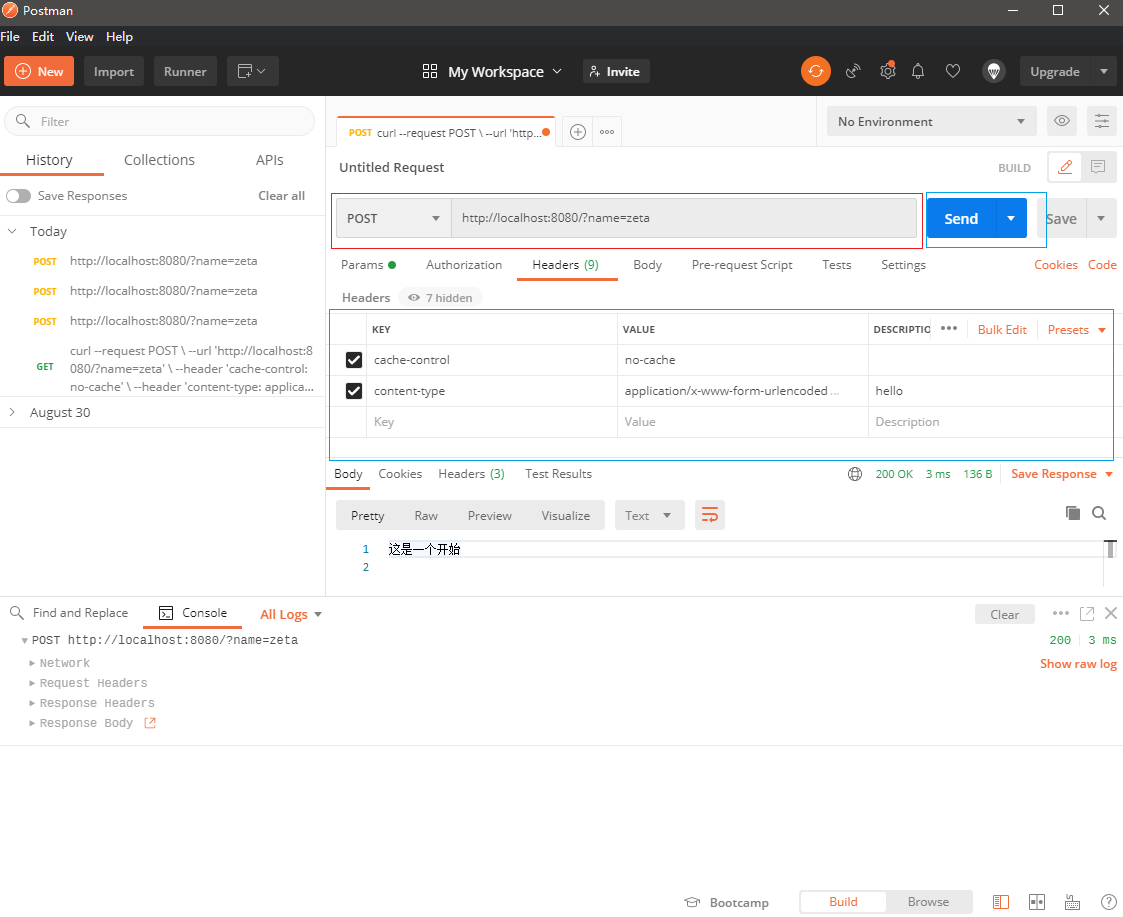 Postman
File Edit View Help
New Import Runner My Workspace Invite Upgrade
Filter
History Collections APIs
Save Responses Clear all
Today
POST http://localhost:8080/?name=zeta
POST http://localhost:8080/?name=zeta
POST http://localhost:8080/?name=zeta
GET curl --request POST \ --url 'http://localhost:8
080/?name=zeta' \ --header 'cache-control:
no-cache' \ --header 'content-type: applica...
August 30
POST curl --request POST \ --url 'http...
No Environment
Untitled Request BUILD
POST http://localhost:8080/?name=zeta Send Save
Params Authorization Headers (9) Body Pre-request Script Tests Settings Cookies Code
Headers 7 hidden
KEY VALUE DESCRIPTIO Bulk Edit Presets
cache-control no-cache
content-type application/x-www-form-urlencoded ... hello
Key Value Description
Body Cookies Headers (3) Test Results 200 OK 3 ms 136 B Save Response
Pretty Raw Preview Visualize Text
1 这是一个开始
2
Find and Replace Console All Logs Clear
POST http://localhost:8080/?name=zeta 200 3 ms
Network Show raw log
Request Headers
Response Headers
Response Body
Bootcamp Build Browse